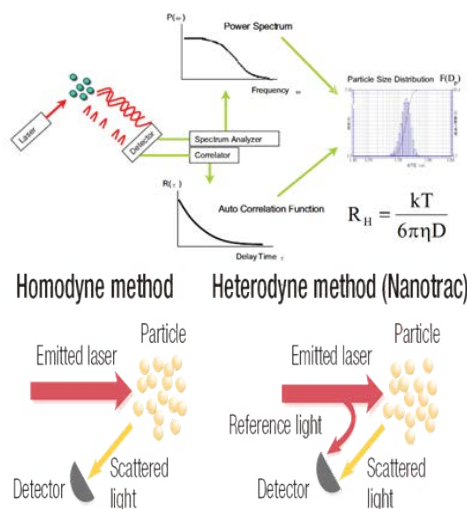 P(ω)
Power Spectrum
Frequency ω
Particle Size Distribution F(Dp)
Laser
Detector
Spectrum Analyzer
Correlator
R(τ)
Auto Correlation Function
Delay Time τ
R_H = kT / 6πηD
Homodyne method
Particle
Emitted laser
Detector
Scattered
light
Heterodyne method (Nanotrac)
Particle
Emitted laser
Reference light
Detector
Scattered
light